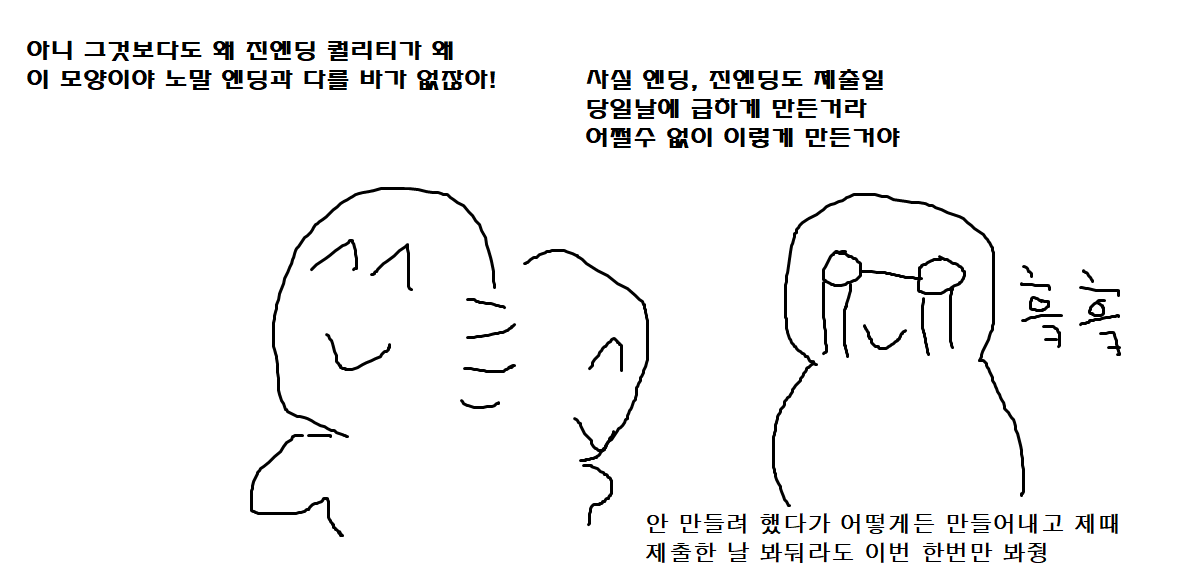 아니 그것보다도 왜 진엔딩 퀄리티가 왜
이 모양이야 노말 엔딩과 다를 바가 없잖아!
사실 엔딩, 진엔딩도 제출일
당일날에 급하게 만든거라
어쩔수 없이 이렇게 만든거야
흑흑
안 만들려 했다가 어떻게든 만들어내고 제때
제출한 날 봐둬라도 이번 한번만 봐줭